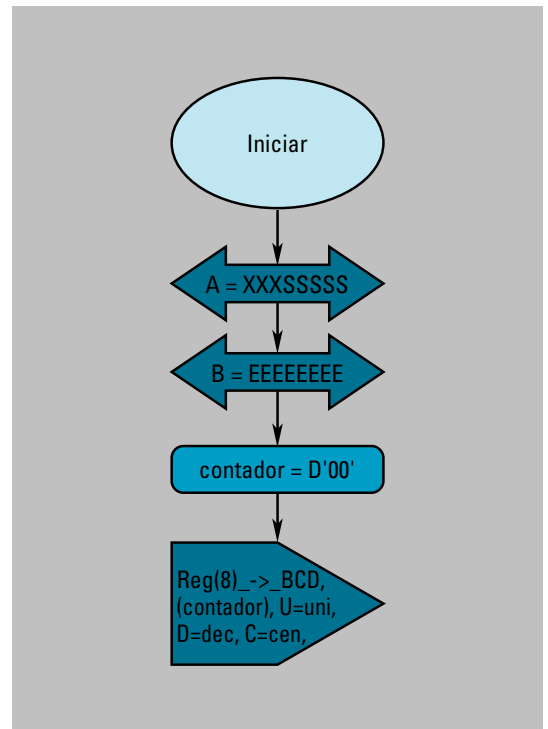 Iniciar
A = XXXSSSSS
B = EEEEEEEE
contador = D'00'
Reg(8)_->_BCD,
(contador), U=uni,
D=dec, C=cen,